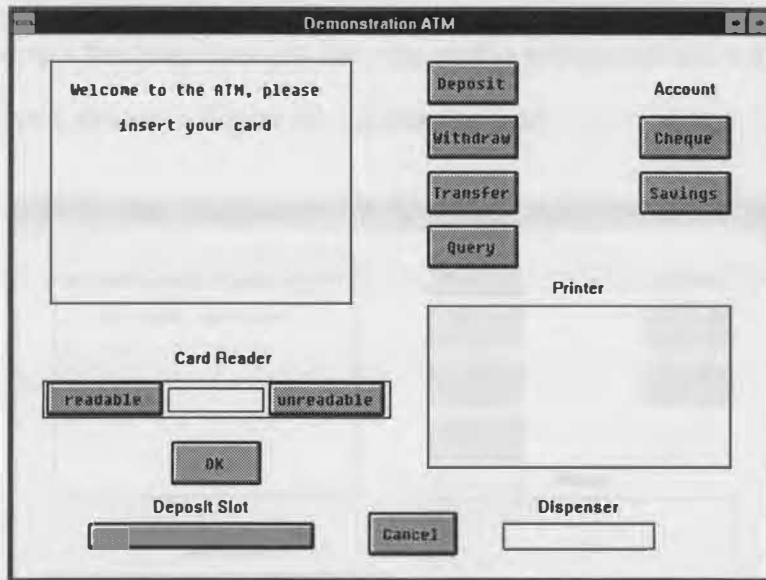 Demonstration ATM
Welcome to the ATM, please
insert your card
Deposit
Withdraw
Transfer
Query
Account
Cheque
Savings
Printer
Card Reader
readable
unreadable
OK
Deposit Slot
Cancel
Dispenser